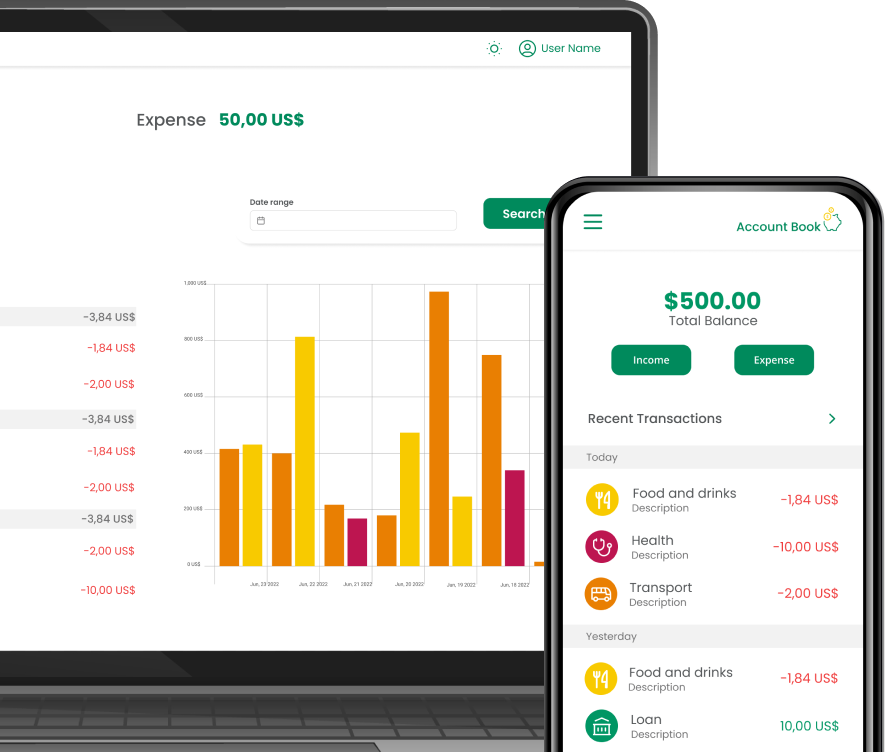 User Name
Expense 50,00 US$
Date range
Search
-3,84 US$
-1,84 US$
-2,00 US$
-3,84 US$
-1,84 US$
-2,00 US$
-3,84 US$
-2,00 US$
-10,00 US$
1,000 US$
800 US$
600 US$
400 US$
200 US$
0 US$
Jun, 23 2022 Jun, 22 2022 Jun, 21 2022 Jun, 20 2022 Jun, 19 2022 Jun, 18 2022
Account Book
$500.00
Total Balance
Income Expense
Recent Transactions
Today
Food and drinks -1,84 US$
Description
Health -10,00 US$
Description
Transport -2,00 US$
Description
Yesterday
Food and drinks -1,84 US$
Description
Loan 10,00 US$
Description